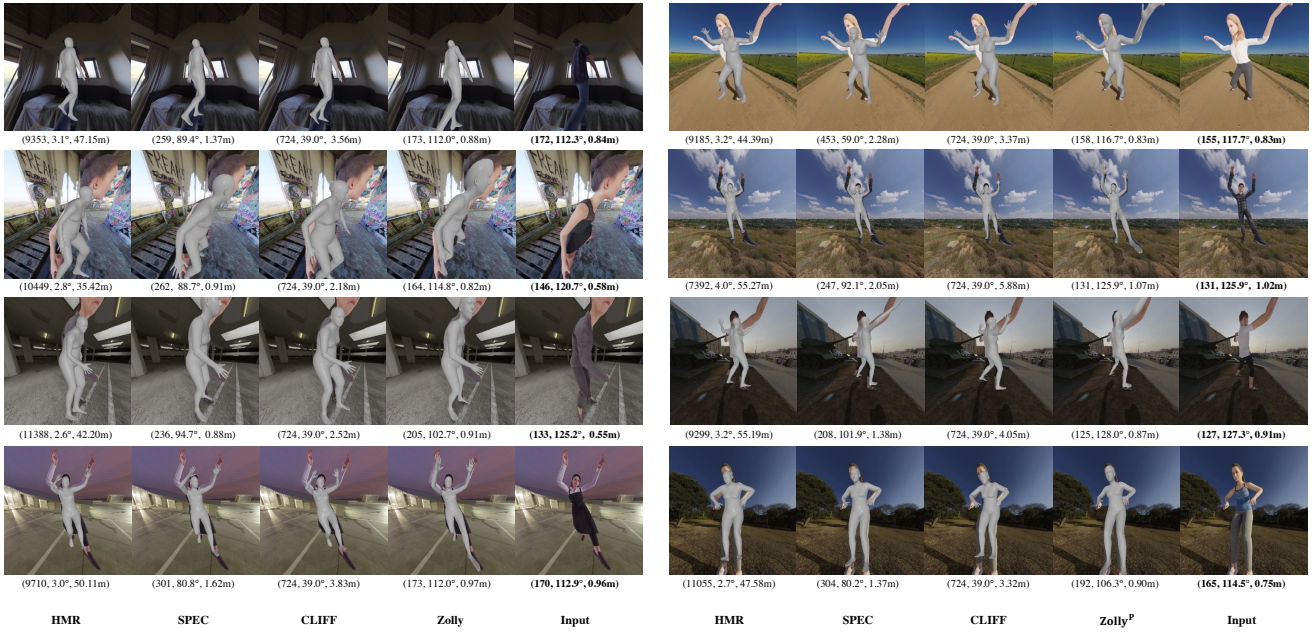 (9353, 3.1°, 47.15m) (259, 89.4°, 1.37m) (724, 39.0°, 3.56m) (173, 112.0°, 0.88m) (172, 112.3°, 0.84m)
(9185, 3.2°, 44.39m) (453, 59.0°, 2.28m) (724, 39.0°, 3.37m) (158, 116.7°, 0.83m) (155, 117.7°, 0.83m)
(10449, 2.8°, 35.42m) (262, 88.7°, 0.91m) (724, 39.0°, 2.18m) (164, 114.8°, 0.82m) (146, 120.7°, 0.58m)
(7392, 4.0°, 55.27m) (247, 92.1°, 2.05m) (724, 39.0°, 5.88m) (131, 125.9°, 1.07m) (131, 125.9°, 1.02m)
(11388, 2.6°, 42.20m) (236, 94.7°, 0.88m) (724, 39.0°, 2.52m) (205, 102.7°, 0.91m) (133, 125.2°, 0.55m)
(9299, 3.2°, 55.19m) (208, 101.9°, 1.38m) (724, 39.0°, 4.05m) (125, 128.0°, 0.87m) (127, 127.3°, 0.91m)
(9710, 3.0°, 50.11m) (301, 80.8°, 1.62m) (724, 39.0°, 3.83m) (173, 112.0°, 0.97m) (170, 112.9°, 0.96m)
(11055, 2.7°, 47.58m) (304, 80.2°, 1.37m) (724, 39.0°, 3.32m) (192, 106.3°, 0.90m) (165, 114.5°, 0.75m)
HMR SPEC CLIFF Zolly Input
HMR SPEC CLIFF Zolly^P Input